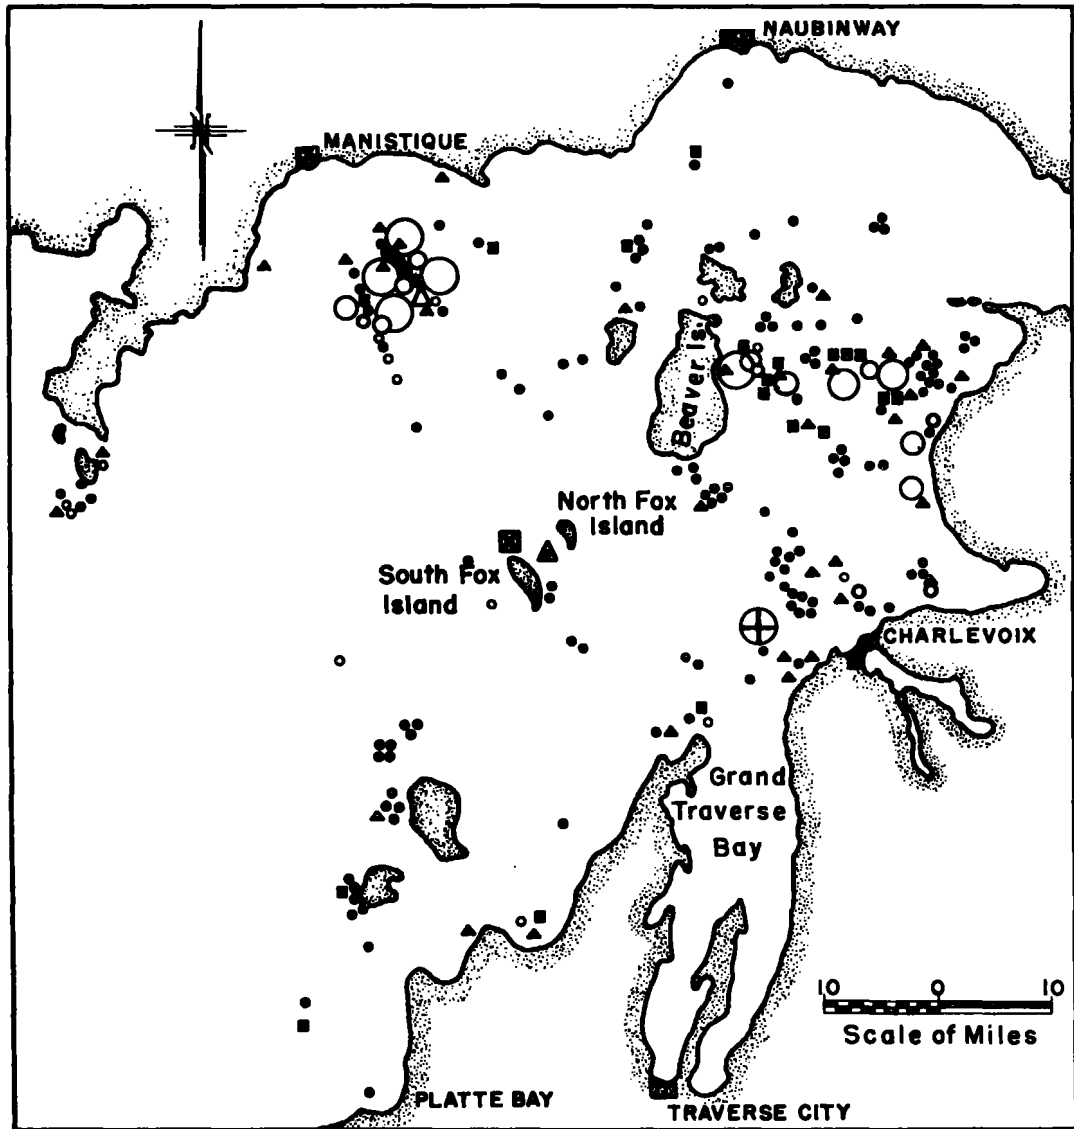 NAUBINWAY
MANISTIQUE
N
Beaver Is.
North Fox
Island
South Fox
Island
CHARLEVOIX
Grand
Traverse
Bay
10 0 10
Scale of Miles
PLATTE BAY
TRAVERSE CITY